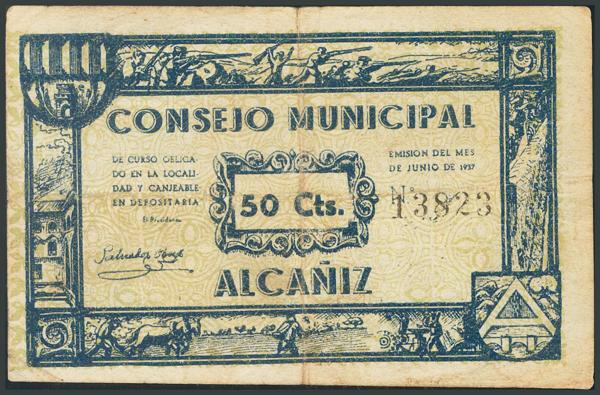 CONSEJO MUNICIPAL
DE CURSO OBLIGA
DO EN LA LOCALI
DAD Y CANJEABLE
EN DEPOSITARIA
El Presidente
EMISION DEL MES
DE JUNIO DE 1937
Nº
13823
50 Cts.
ALCAÑIZ